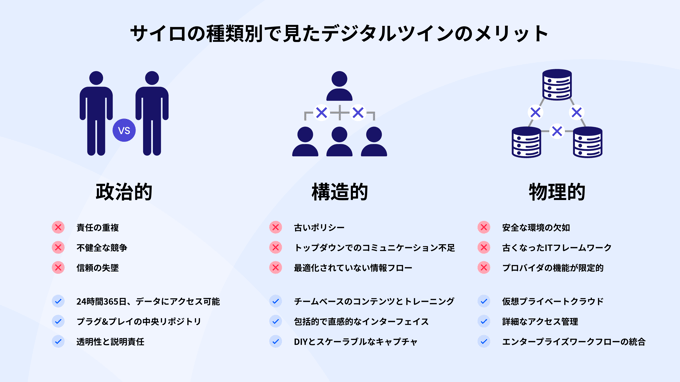 サイロの種類別で見たデジタルツインのメリット
VS
政治的
構造的
物理的
責任の重複
不健全な競争
信頼の失墜
24時間365日、データにアクセス可能
プラグ&プレイの中央リポジトリ
透明性と説明責任
古いポリシー
トップダウンでのコミュニケーション不足
最適化されていない情報フロー
チームベースのコンテンツとトレーニング
包括的で直感的なインターフェイス
DIYとスケーラブルなキャプチャ
安全な環境の欠如
古くなったITフレームワーク
プロバイダの機能が限定的
仮想プライベートクラウド
詳細なアクセス管理
エンタープライズワークフローの統合